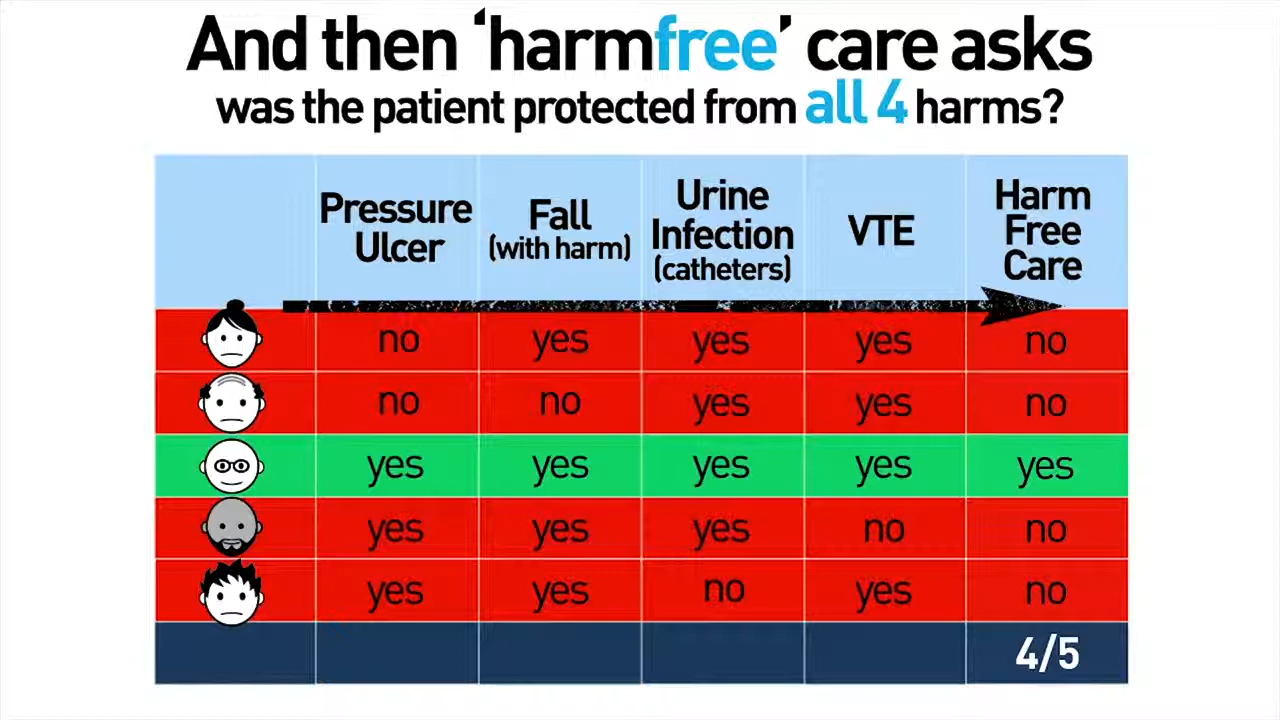 And then ‘harmfree’ care asks
was the patient protected from all 4 harms?
Pressure Ulcer
Fall (with harm)
Urine Infection (catheters)
VTE
Harm Free Care
no yes yes yes no
no no yes yes no
yes yes yes yes yes
yes yes yes no no
yes yes no yes no
4/5